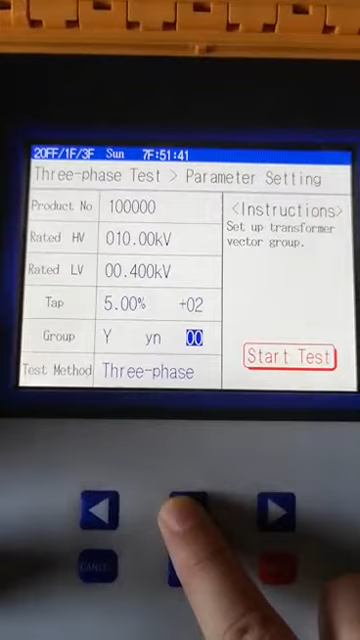 20FF/1F/3F Sun 7F:51:41
Three-phase Test > Parameter Setting
Product No 100000
Rated HV 010.00kV
Rated LV 00.400kV
Tap 5.00% +02
Group Y yn 00
Test Method Three-phase
<Instructions>
Set up transformer
vector group.
Start Test
CANCEL